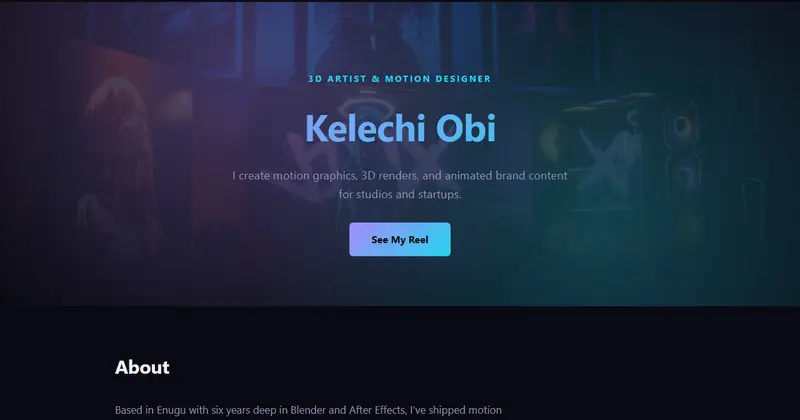 3D ARTIST & MOTION DESIGNER
Kelechi Obi
I create motion graphics, 3D renders, and animated brand content
for studios and startups.
See My Reel
About
Based in Enugu with six years deep in Blender and After Effects, I've shipped motion